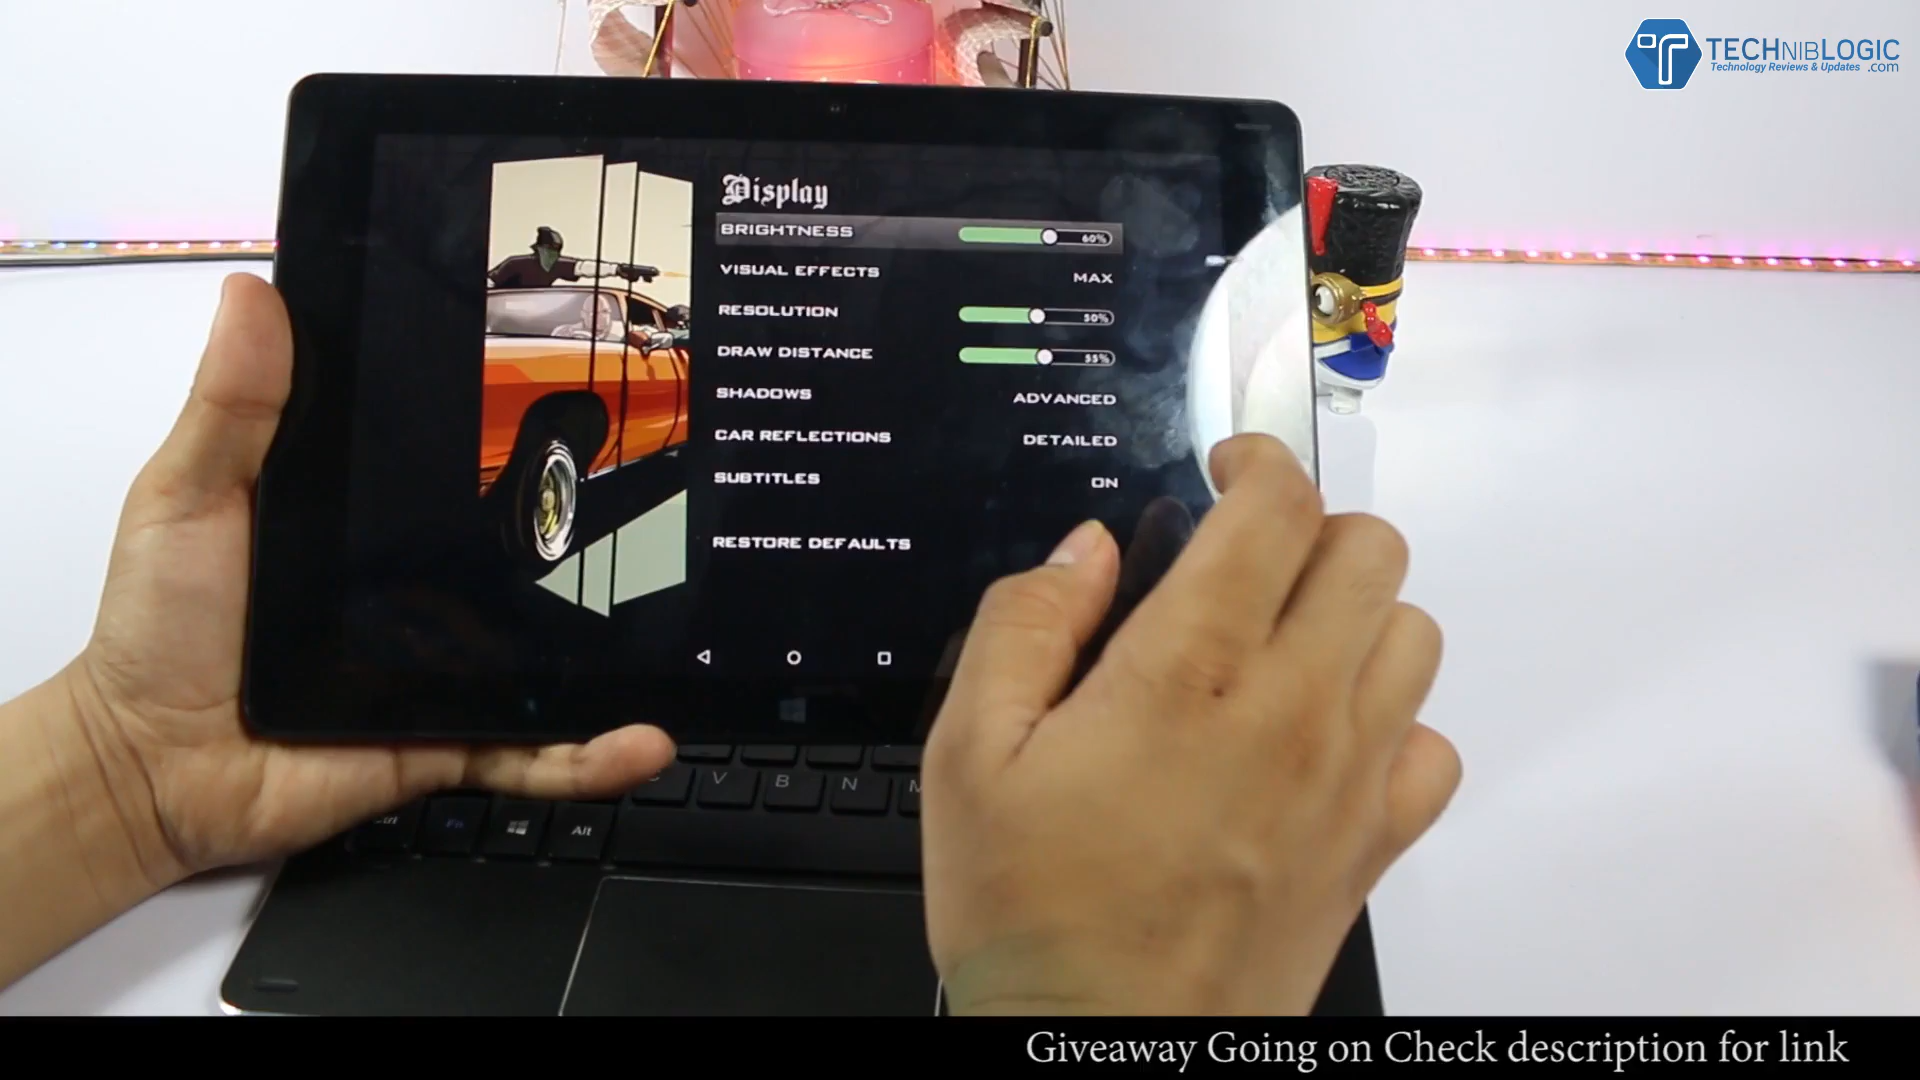 TECHNIBLOGIC
Technology Reviews & Updates .com
Display
BRIGHTNESS 60%
VISUAL EFFECTS MAX
RESOLUTION 50%
DRAW DISTANCE 55%
SHADOWS ADVANCED
CAR REFLECTIONS DETAILED
SUBTITLES ON
RESTORE DEFAULTS
C V B N M
Ctrl Fn Alt
Giveaway Going on Check description for link